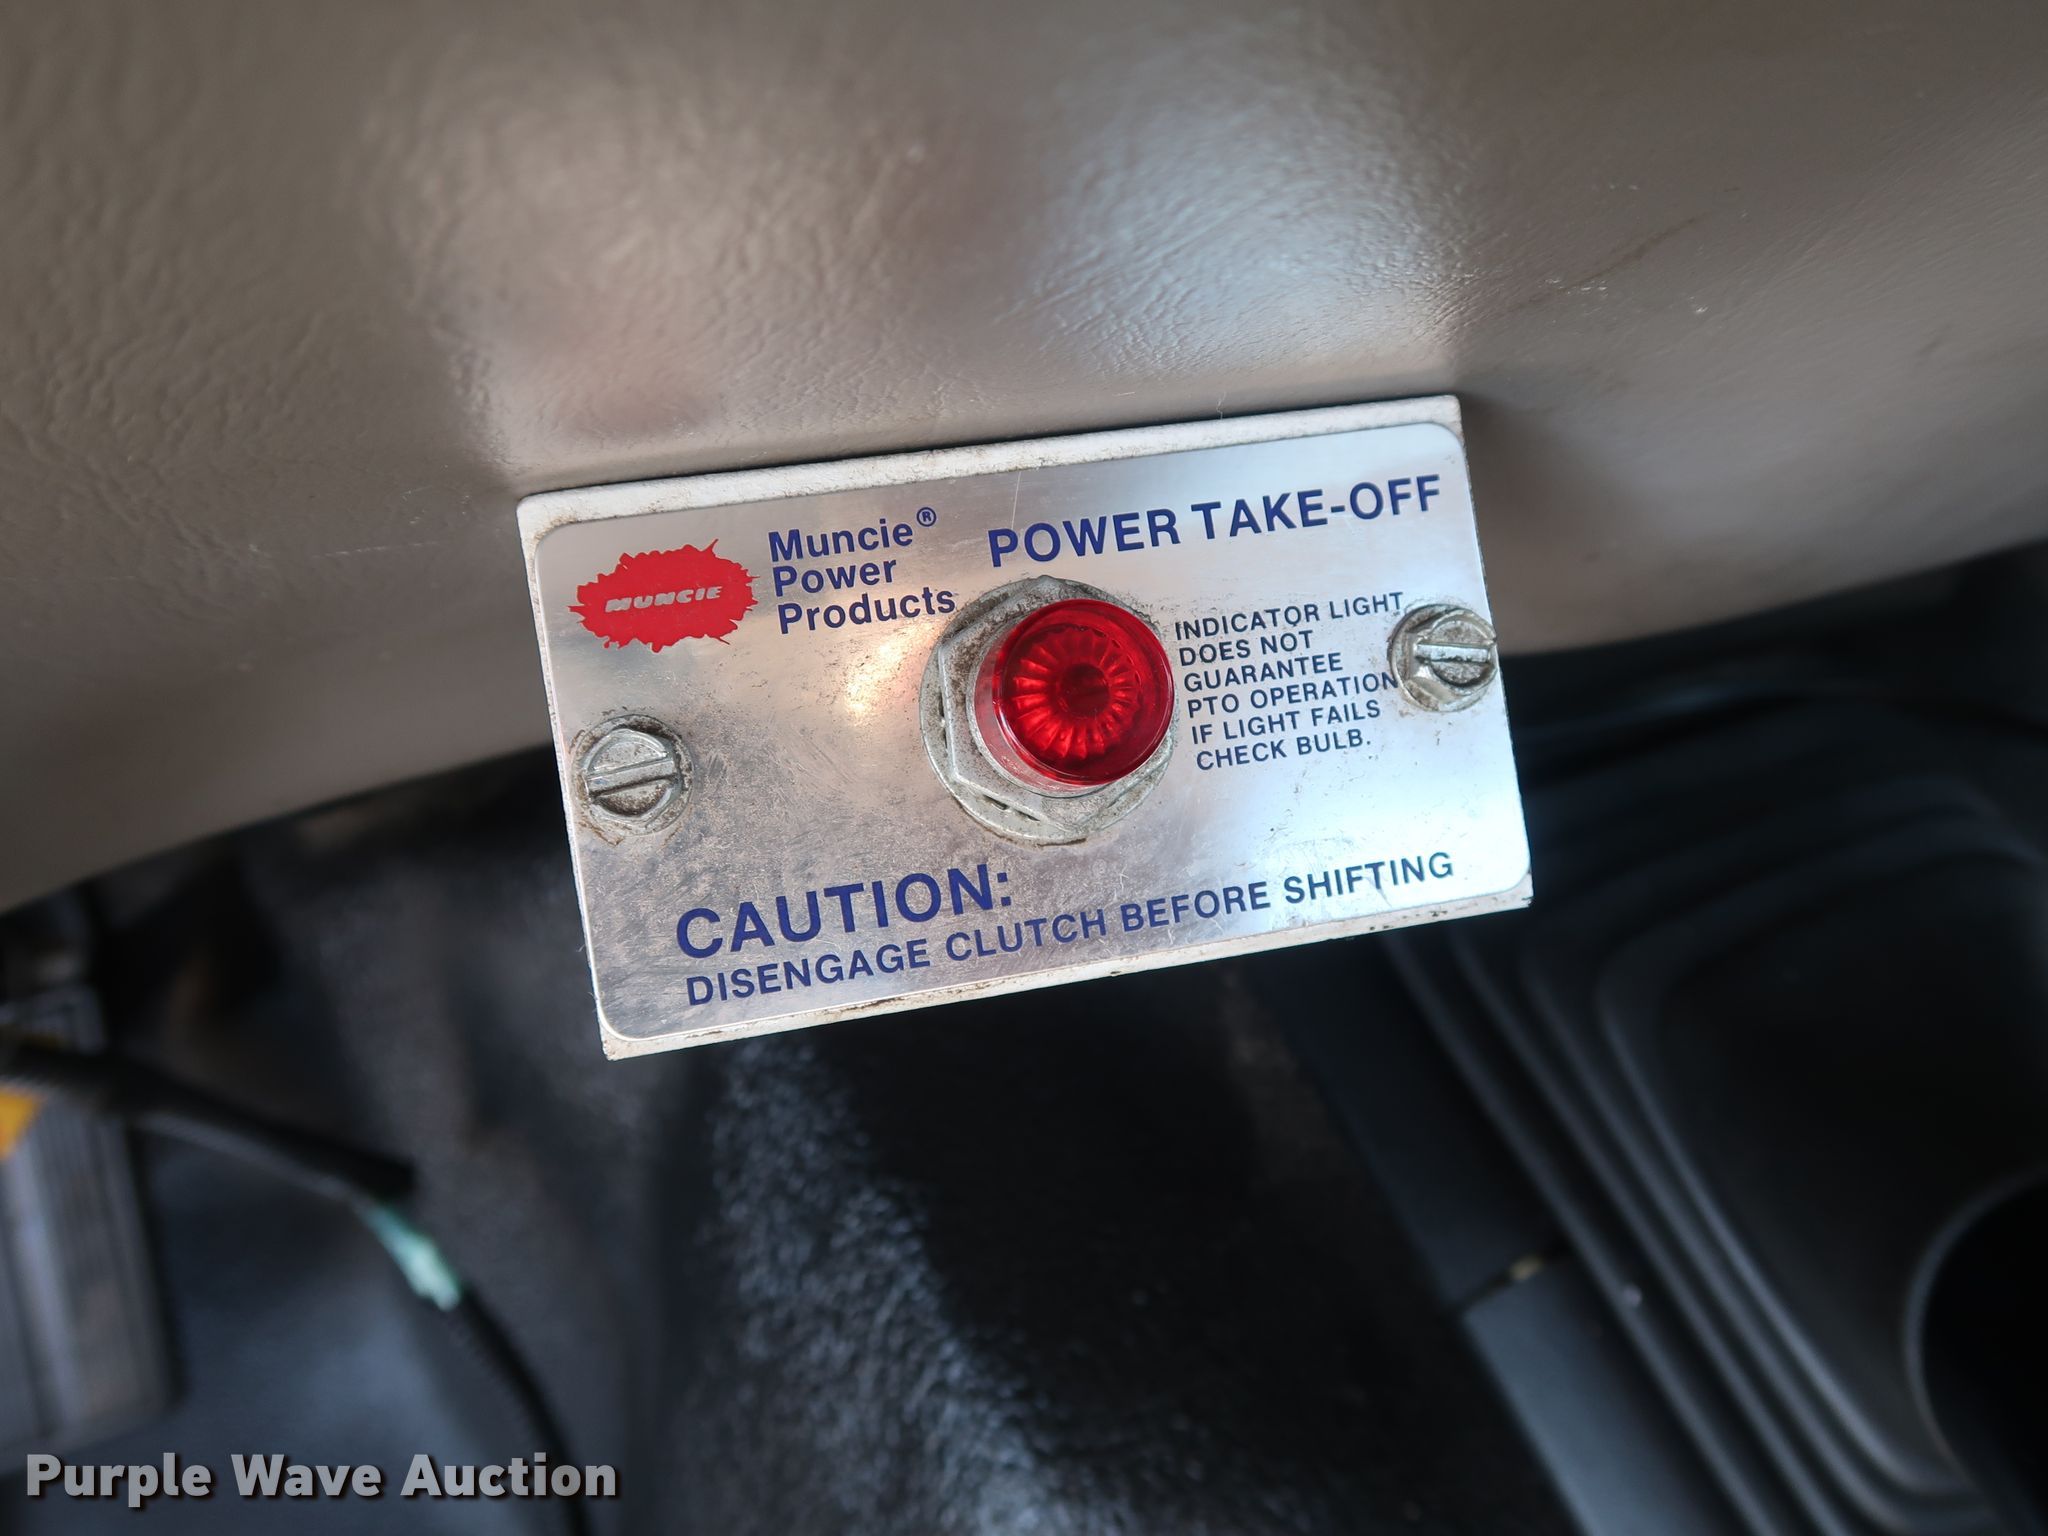 MUNCIE
Muncie®
Power
Products
POWER TAKE-OFF
INDICATOR LIGHT
DOES NOT
GUARANTEE
PTO OPERATION
IF LIGHT FAILS
CHECK BULB.
CAUTION:
DISENGAGE CLUTCH BEFORE SHIFTING
Purple Wave Auction